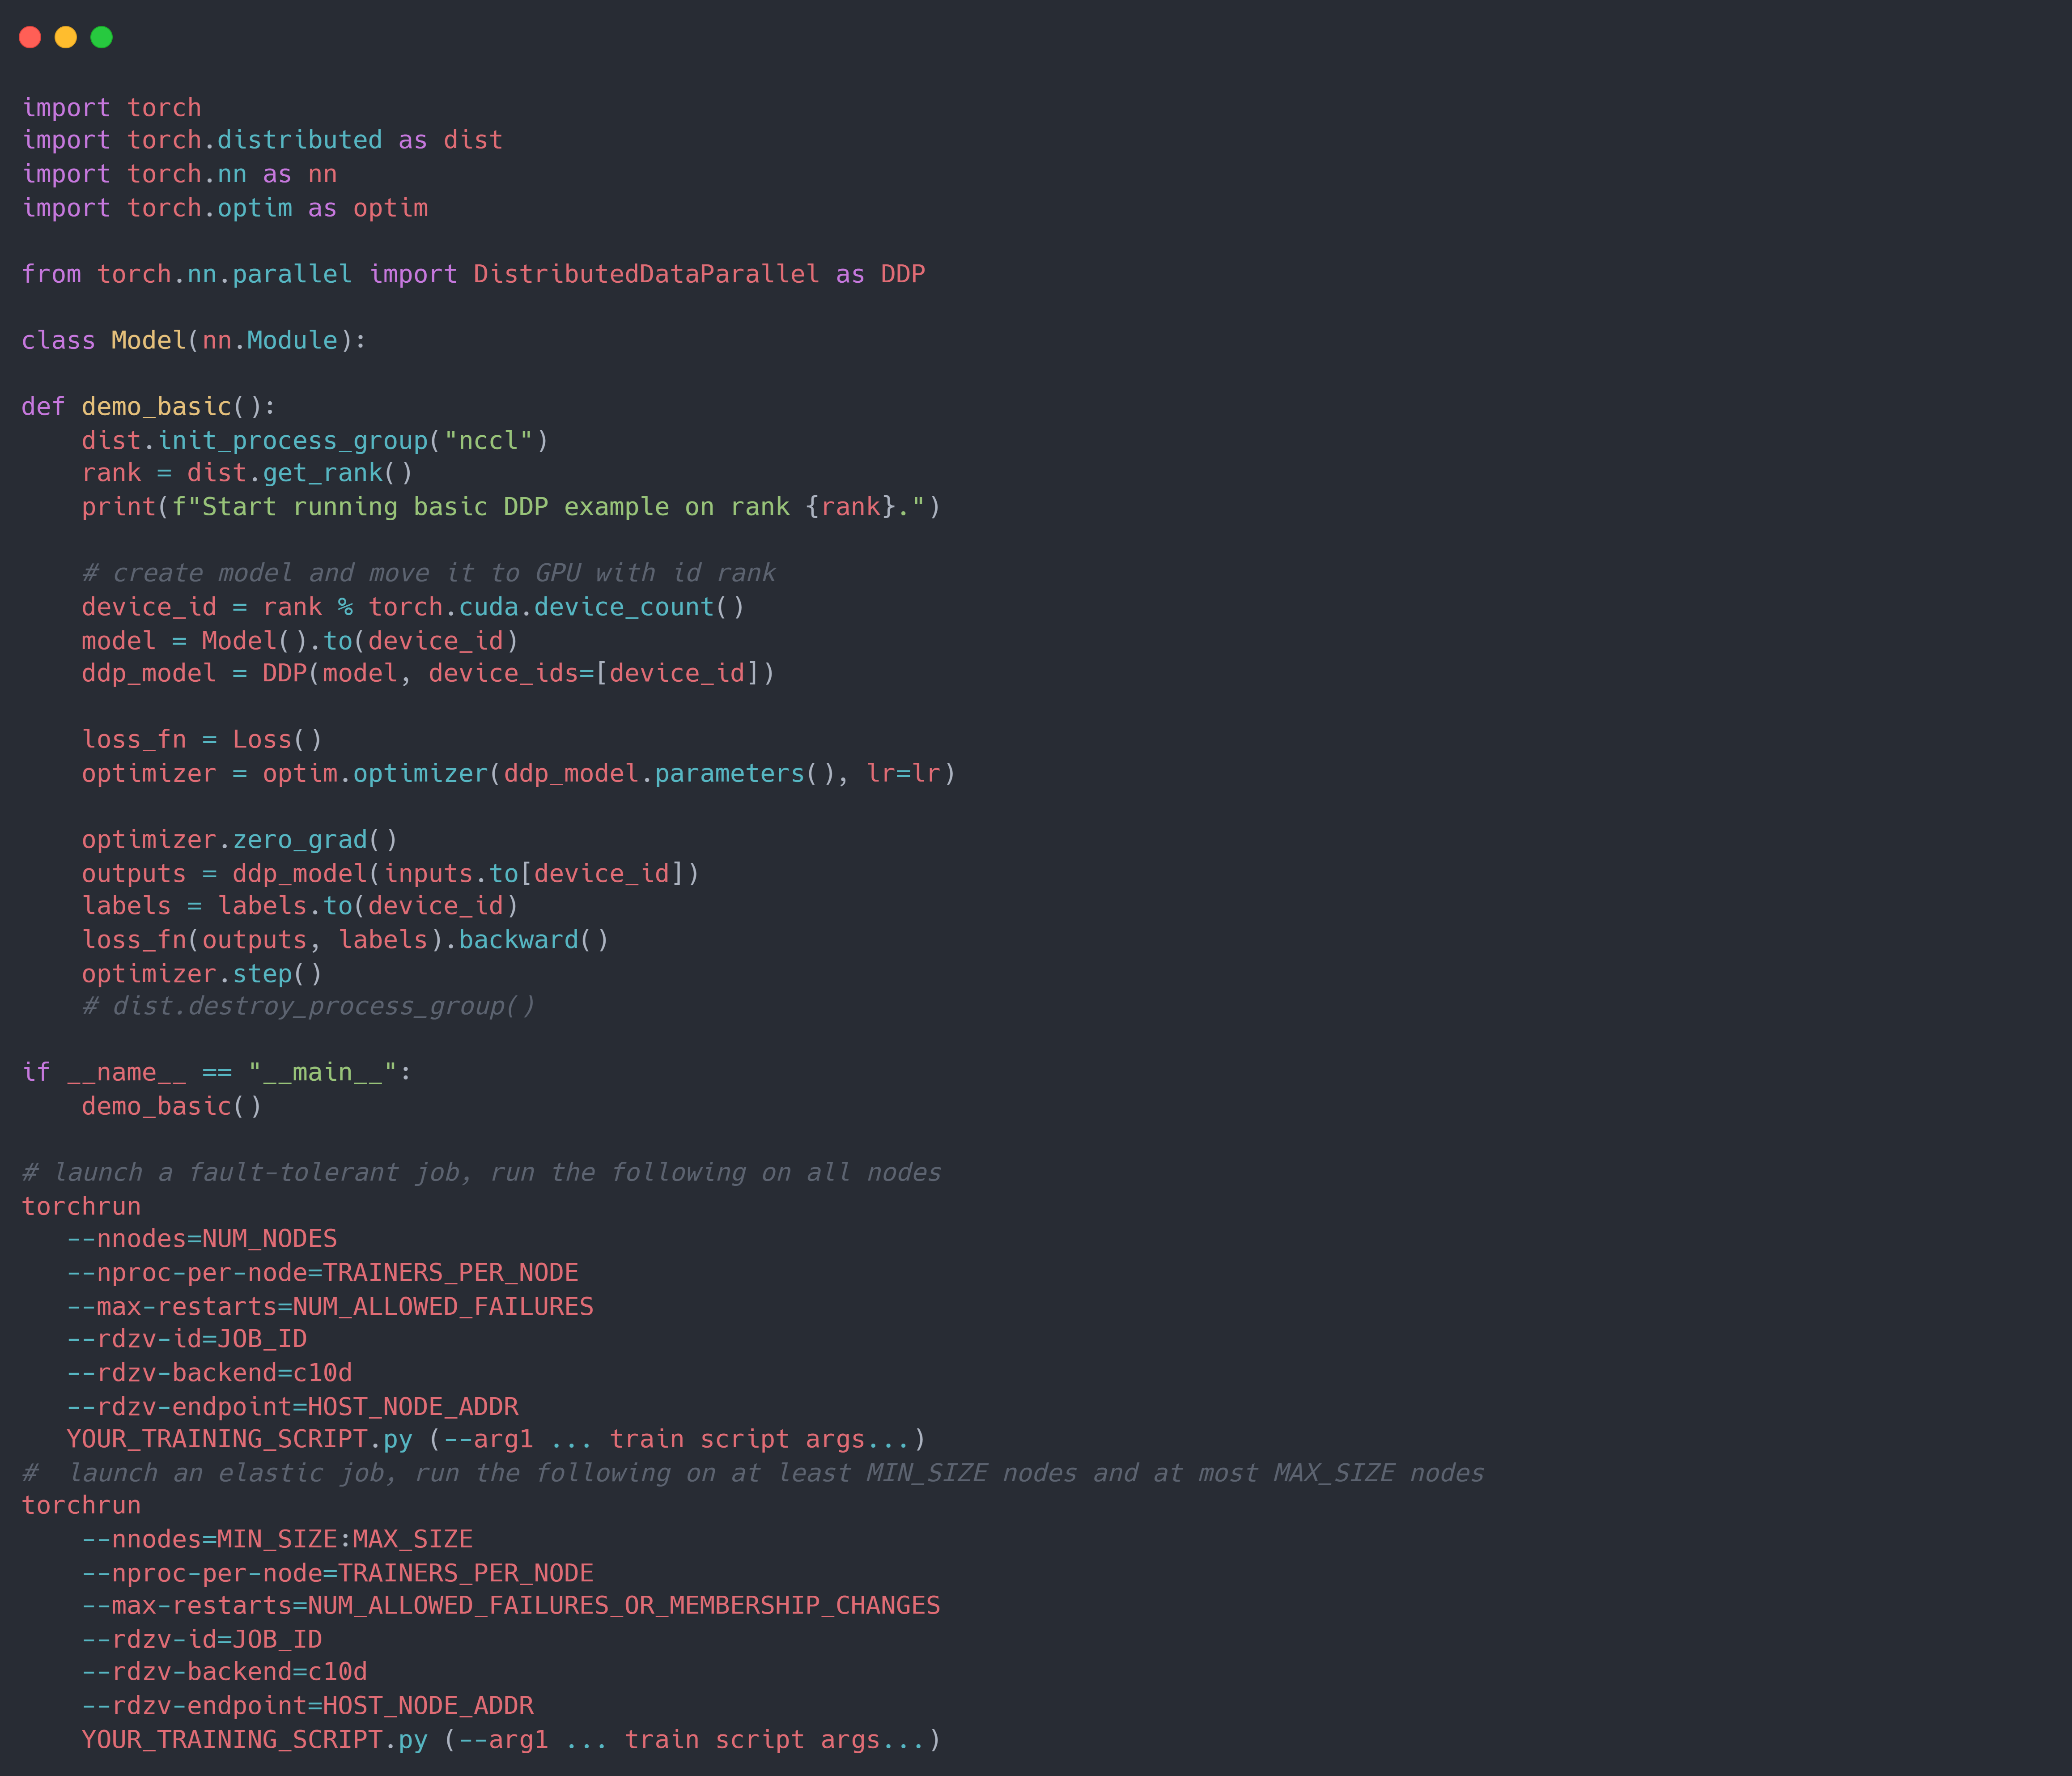 import torch
import torch.distributed as dist
import torch.nn as nn
import torch.optim as optim

from torch.nn.parallel import DistributedDataParallel as DDP

class Model(nn.Module):

def demo_basic():
    dist.init_process_group("nccl")
    rank = dist.get_rank()
    print(f"Start running basic DDP example on rank {rank}.")

    # create model and move it to GPU with id rank
    device_id = rank % torch.cuda.device_count()
    model = Model().to(device_id)
    ddp_model = DDP(model, device_ids=[device_id])

    loss_fn = Loss()
    optimizer = optim.optimizer(ddp_model.parameters(), lr=lr)

    optimizer.zero_grad()
    outputs = ddp_model(inputs.to[device_id])
    labels = labels.to(device_id)
    loss_fn(outputs, labels).backward()
    optimizer.step()
    # dist.destroy_process_group()

if __name__ == "__main__":
    demo_basic()

# launch a fault-tolerant job, run the following on all nodes
torchrun
   --nnodes=NUM_NODES
   --nproc-per-node=TRAINERS_PER_NODE
   --max-restarts=NUM_ALLOWED_FAILURES
   --rdzv-id=JOB_ID
   --rdzv-backend=c10d
   --rdzv-endpoint=HOST_NODE_ADDR
   YOUR_TRAINING_SCRIPT.py (--arg1 ... train script args...)
#  launch an elastic job, run the following on at least MIN_SIZE nodes and at most MAX_SIZE nodes
torchrun
    --nnodes=MIN_SIZE:MAX_SIZE
    --nproc-per-node=TRAINERS_PER_NODE
    --max-restarts=NUM_ALLOWED_FAILURES_OR_MEMBERSHIP_CHANGES
    --rdzv-id=JOB_ID
    --rdzv-backend=c10d
    --rdzv-endpoint=HOST_NODE_ADDR
    YOUR_TRAINING_SCRIPT.py (--arg1 ... train script args...)